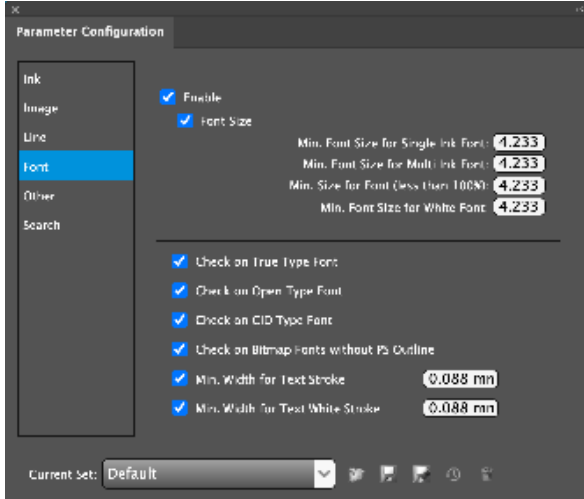 Parameter Configuration
Ink
Image
Line
Font
Other
Search
Enable
Font Size
Min. Font Size for Single Ink Font: 4.233
Min. Font Size for Multi Ink Font: 4.233
Min. Size for Font (less than 100%): 4.233
Min. Font Size for White Font: 4.233
Check on True Type Font
Check on Open Type Font
Check on CID Type Font
Check on Bitmap Fonts without PS Outline
Min. Width for Text Stroke 0.088 mn
Min. Width for Text White Stroke 0.088 mn
Current Set: Default